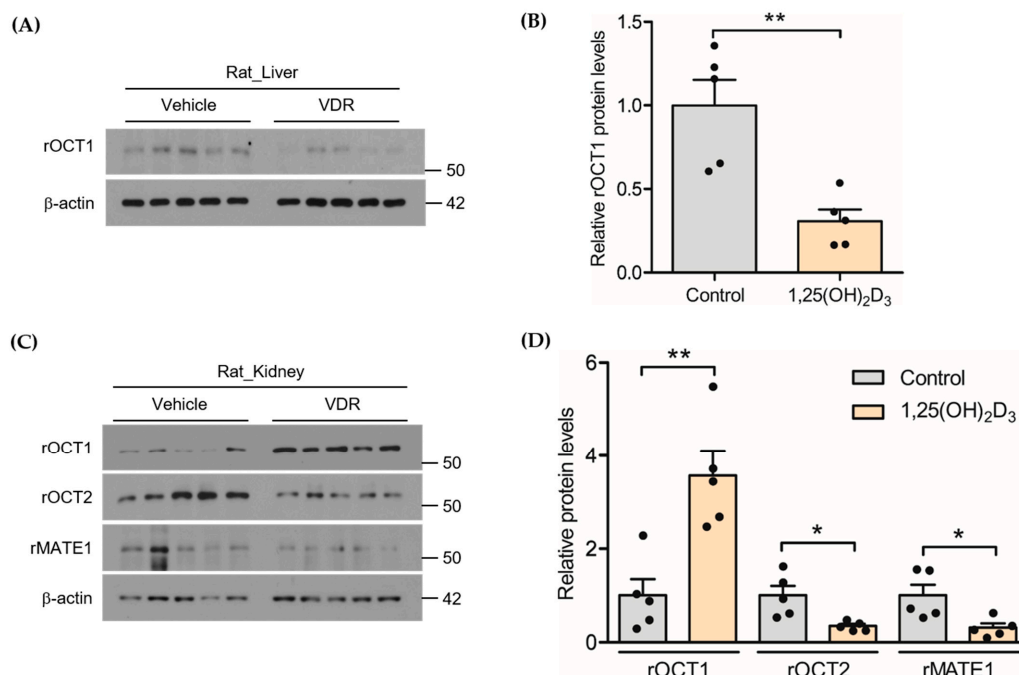 (A)
Rat_Liver
Vehicle VDR
rOCT1
50
β-actin
42
(B)
Relative rOCT1 protein levels
1.5
1.0
0.5
0.0
**
Control 1,25(OH)₂D₃
(C)
Rat_Kidney
Vehicle VDR
rOCT1
50
rOCT2
50
rMATE1
50
β-actin
42
(D)
Relative protein levels
6
4
2
0
Control
1,25(OH)₂D₃
** * *
rOCT1 rOCT2 rMATE1